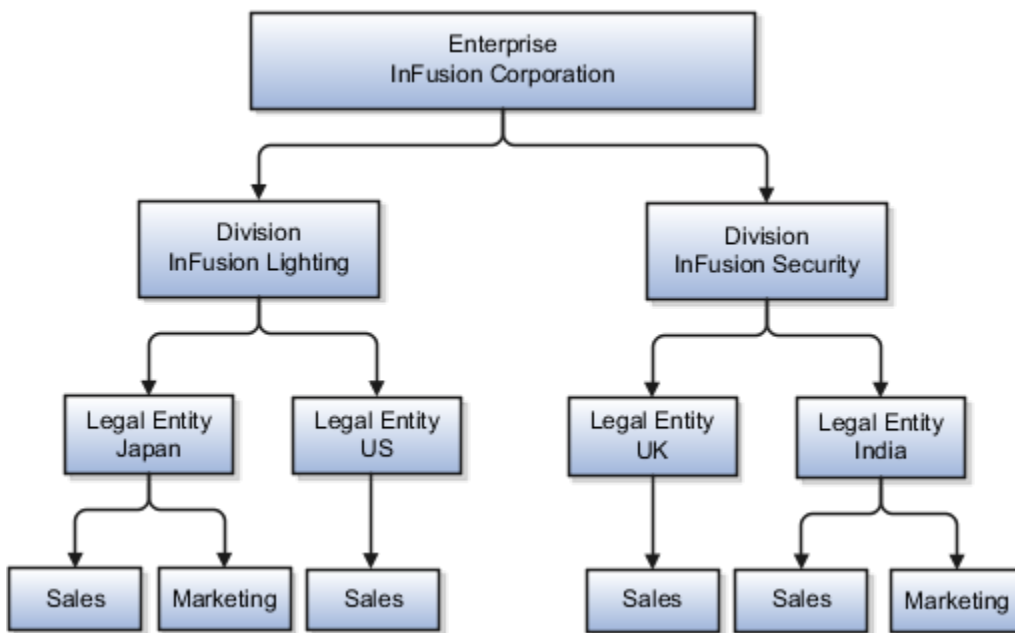 Enterprise
InFusion Corporation
Division
InFusion Lighting
Division
InFusion Security
Legal Entity
Japan
Legal Entity
US
Legal Entity
UK
Legal Entity
India
Sales
Marketing
Sales
Sales
Sales
Marketing